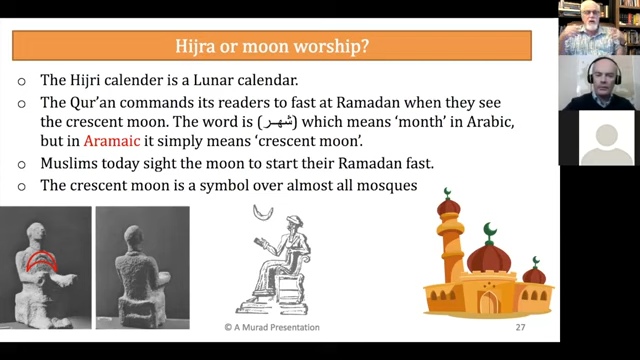 Hijra or moon worship?
o The Hijri calender is a Lunar calendar.
o The Qur'an commands its readers to fast at Ramadan when they see
the crescent moon. The word is (شهر) which means 'month' in Arabic,
but in Aramaic it simply means 'crescent moon'.
o Muslims today sight the moon to start their Ramadan fast.
o The crescent moon is a symbol over almost all mosques
© A Murad Presentation
27